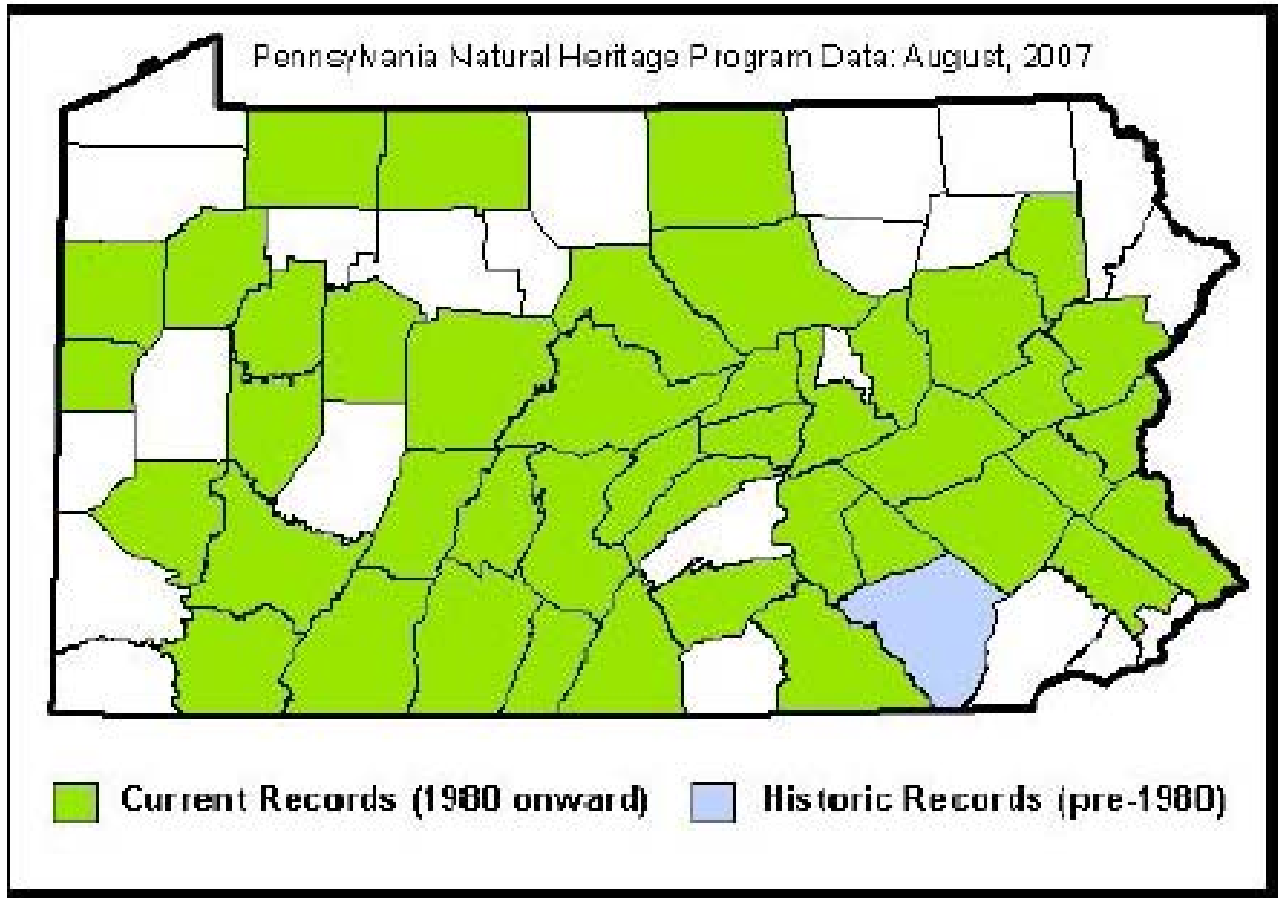 Pennsylvania Natural Heritage Program Data: August, 2007
Current Records (1980 onward)
Historic Records (pre-1980)